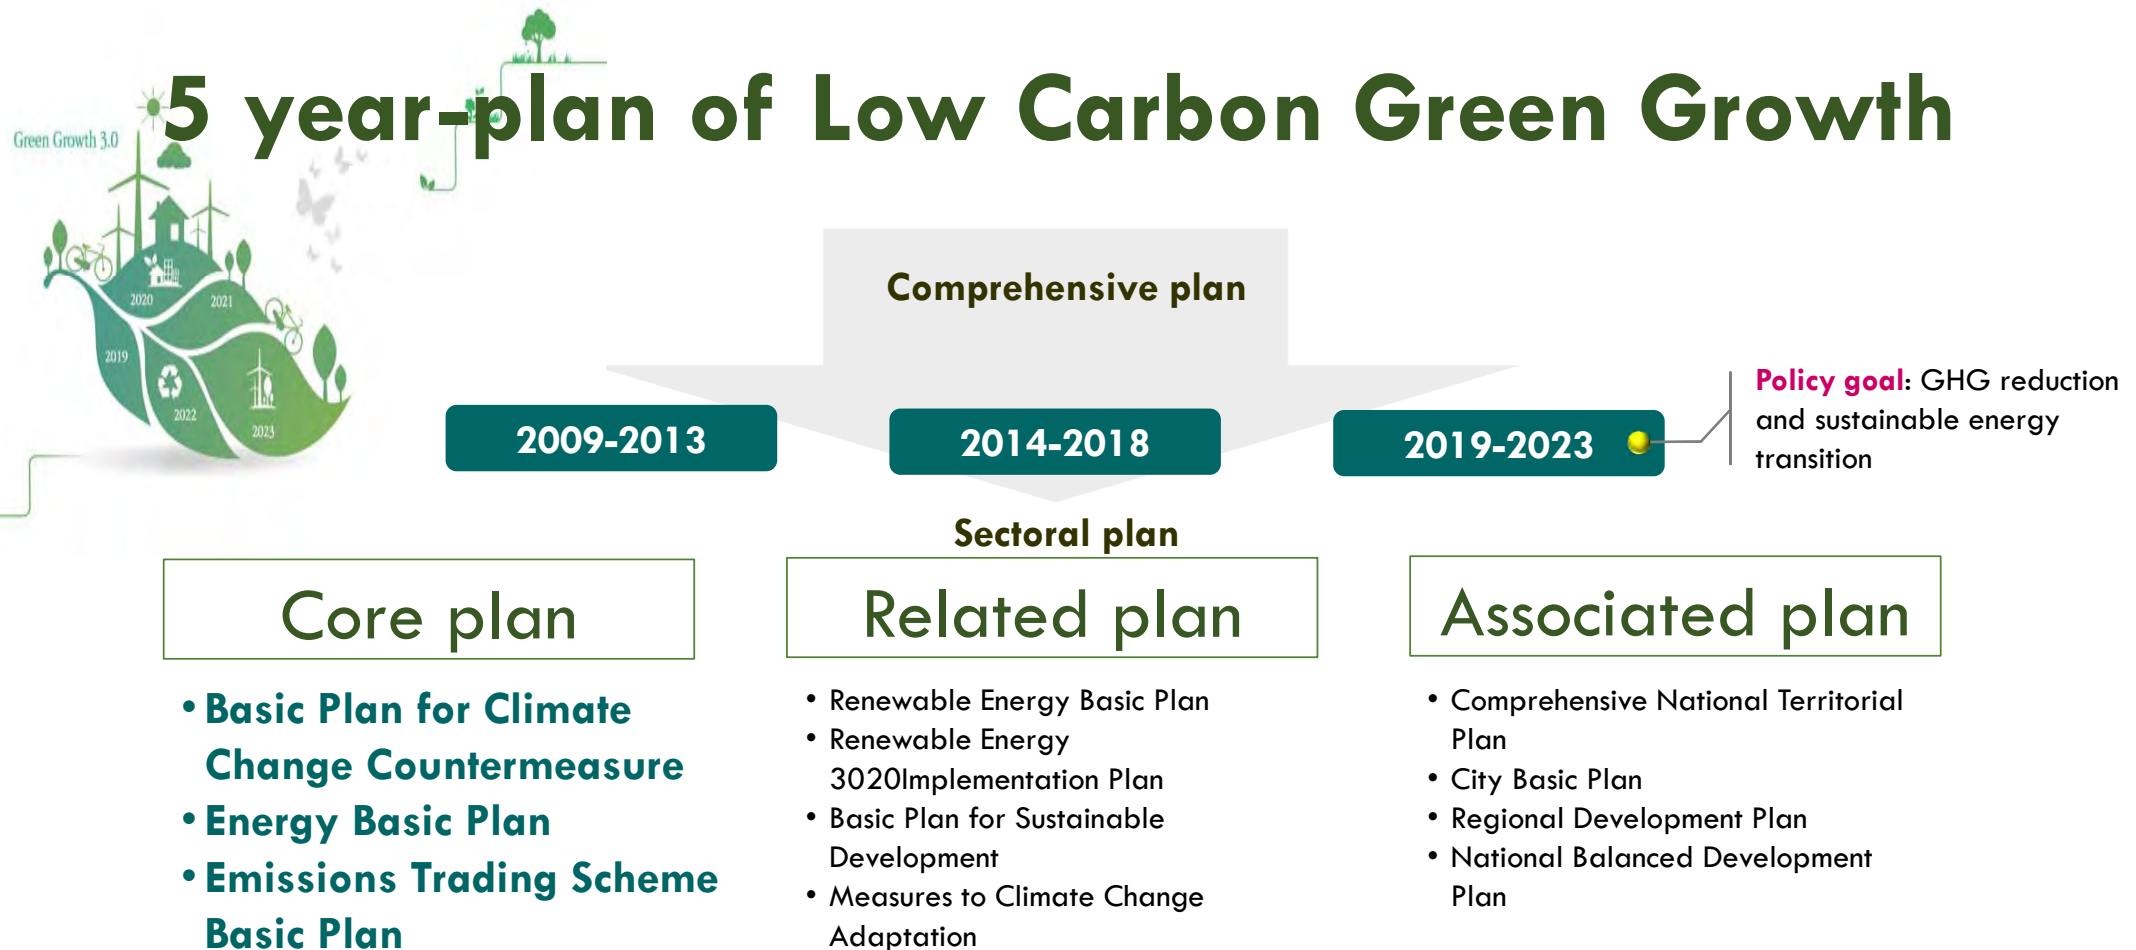 5 year-plan of Low Carbon Green Growth
Green Growth 3.0
2020
2021
2019
2022
2023
Comprehensive plan
2009-2013
2014-2018
2019-2023
Policy goal: GHG reduction
and sustainable energy
transition
Sectoral plan
Core plan
• Basic Plan for Climate
Change Countermeasure
• Energy Basic Plan
• Emissions Trading Scheme
Basic Plan
Related plan
• Renewable Energy Basic Plan
• Renewable Energy
3020Implementation Plan
• Basic Plan for Sustainable
Development
• Measures to Climate Change
Adaptation
Associated plan
• Comprehensive National Territorial
Plan
• City Basic Plan
• Regional Development Plan
• National Balanced Development
Plan